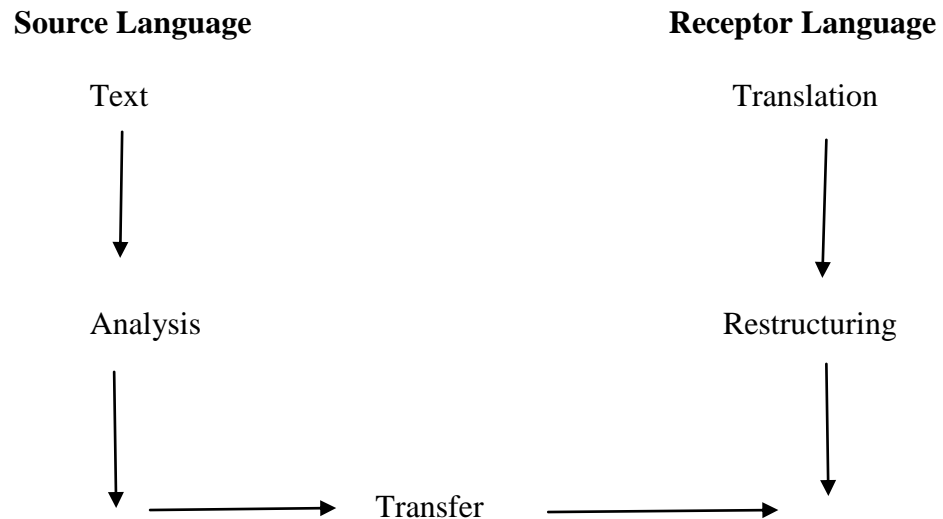 Source Language Receptor Language
Text Translation
Analysis Restructuring
Transfer